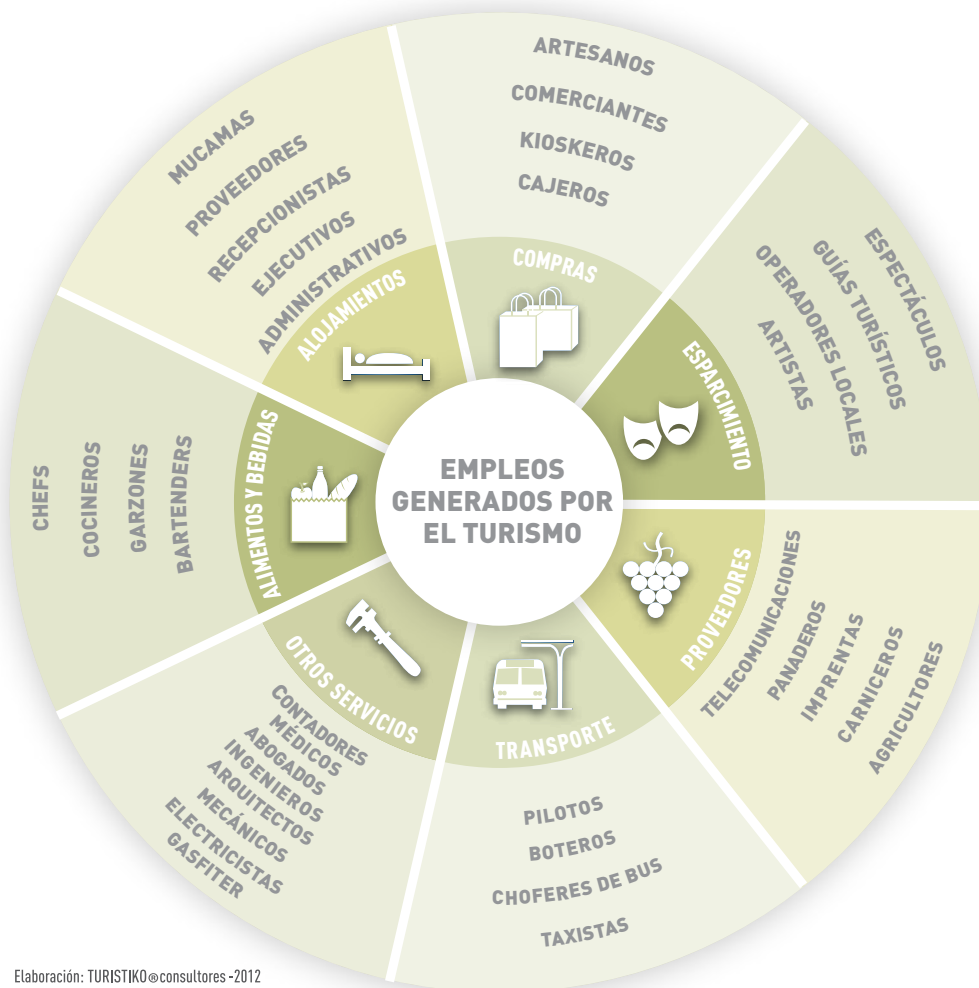 EMPLEOS
GENERADOS POR
EL TURISMO
COMPRAS
ARTESANOS
COMERCIANTES
KIOSKEROS
CAJEROS
ESPARCIMIENTO
ESPECTÁCULOS
GUÍAS TURÍSTICOS
OPERADORES LOCALES
ARTISTAS
PROVEEDORES
TELECOMUNICACIONES
PANADEROS
IMPRENTAS
CARNICEROS
AGRICULTORES
TRANSPORTE
PILOTOS
BOTEROS
CHOFERES DE BUS
TAXISTAS
OTROS SERVICIOS
CONTADORES
MÉDICOS
ABOGADOS
INGENIEROS
ARQUITECTOS
MECÁNICOS
ELECTRICISTAS
GASFITER
ALIMENTOS Y BEBIDAS
CHEFS
COCINEROS
GARZONES
BARTENDERS
ALOJAMIENTOS
MUCAMAS
PROVEEDORES
RECEPCIONISTAS
EJECUTIVOS
ADMINISTRATIVOS
Elaboración: TURISTIKO®consultores -2012